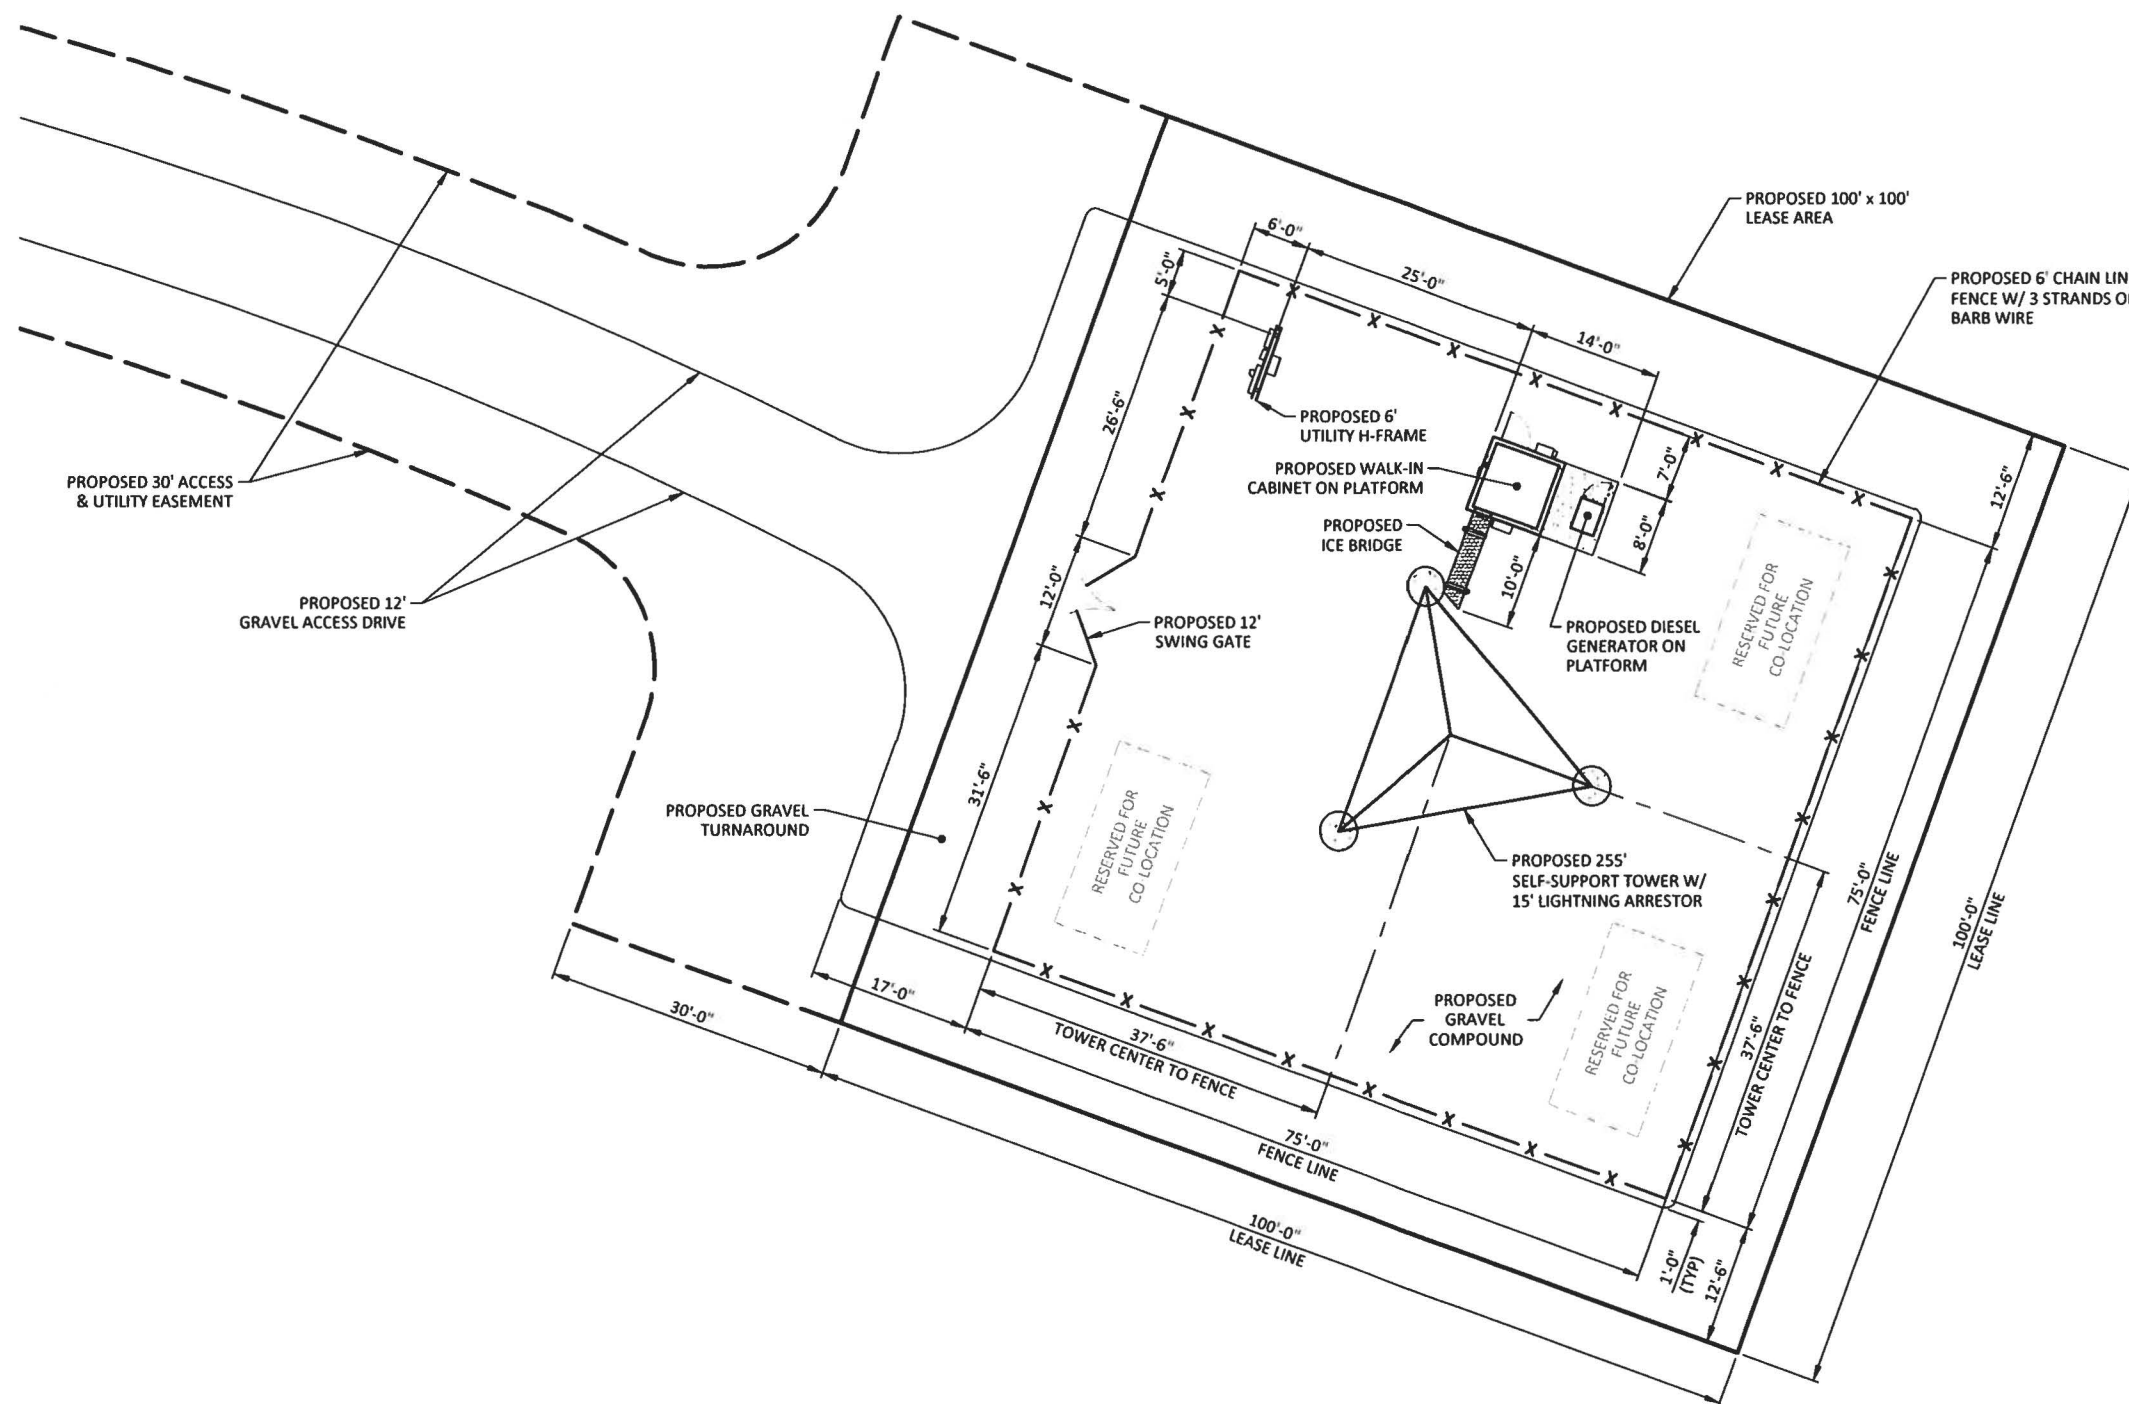 PROPOSED 100' x 100'
LEASE AREA
6'-0"
5'-0"
25'-0"
PROPOSED 6' CHAIN LIN
FENCE W/ 3 STRANDS O
BARB WIRE
14'-0"
26'-6"
PROPOSED 6'
UTILITY H-FRAME
7'-0"
12'-6"
PROPOSED WALK-IN
CABINET ON PLATFORM
PROPOSED 30' ACCESS
& UTILITY EASEMENT
PROPOSED
ICE BRIDGE
8'-0"
10'-0"
12'-0"
RESERVED FOR
FUTURE
CO-LOCATION
PROPOSED 12'
GRAVEL ACCESS DRIVE
PROPOSED 12'
SWING GATE
PROPOSED DIESEL
GENERATOR ON
PLATFORM
31'-6"
PROPOSED GRAVEL
TURNAROUND
RESERVED FOR
FUTURE
CO-LOCATION
PROPOSED 255'
SELF-SUPPORT TOWER W/
15' LIGHTNING ARRESTOR
75'-0"
FENCE LINE
100'-0"
LEASE LINE
17'-0"
30'-0"
37'-6"
TOWER CENTER TO FENCE
PROPOSED
GRAVEL
COMPOUND
RESERVED FOR
FUTURE
CO-LOCATION
37'-6"
TOWER CENTER TO FENCE
75'-0"
FENCE LINE
100'-0"
LEASE LINE
1'-0"
(TYP)
12'-6"